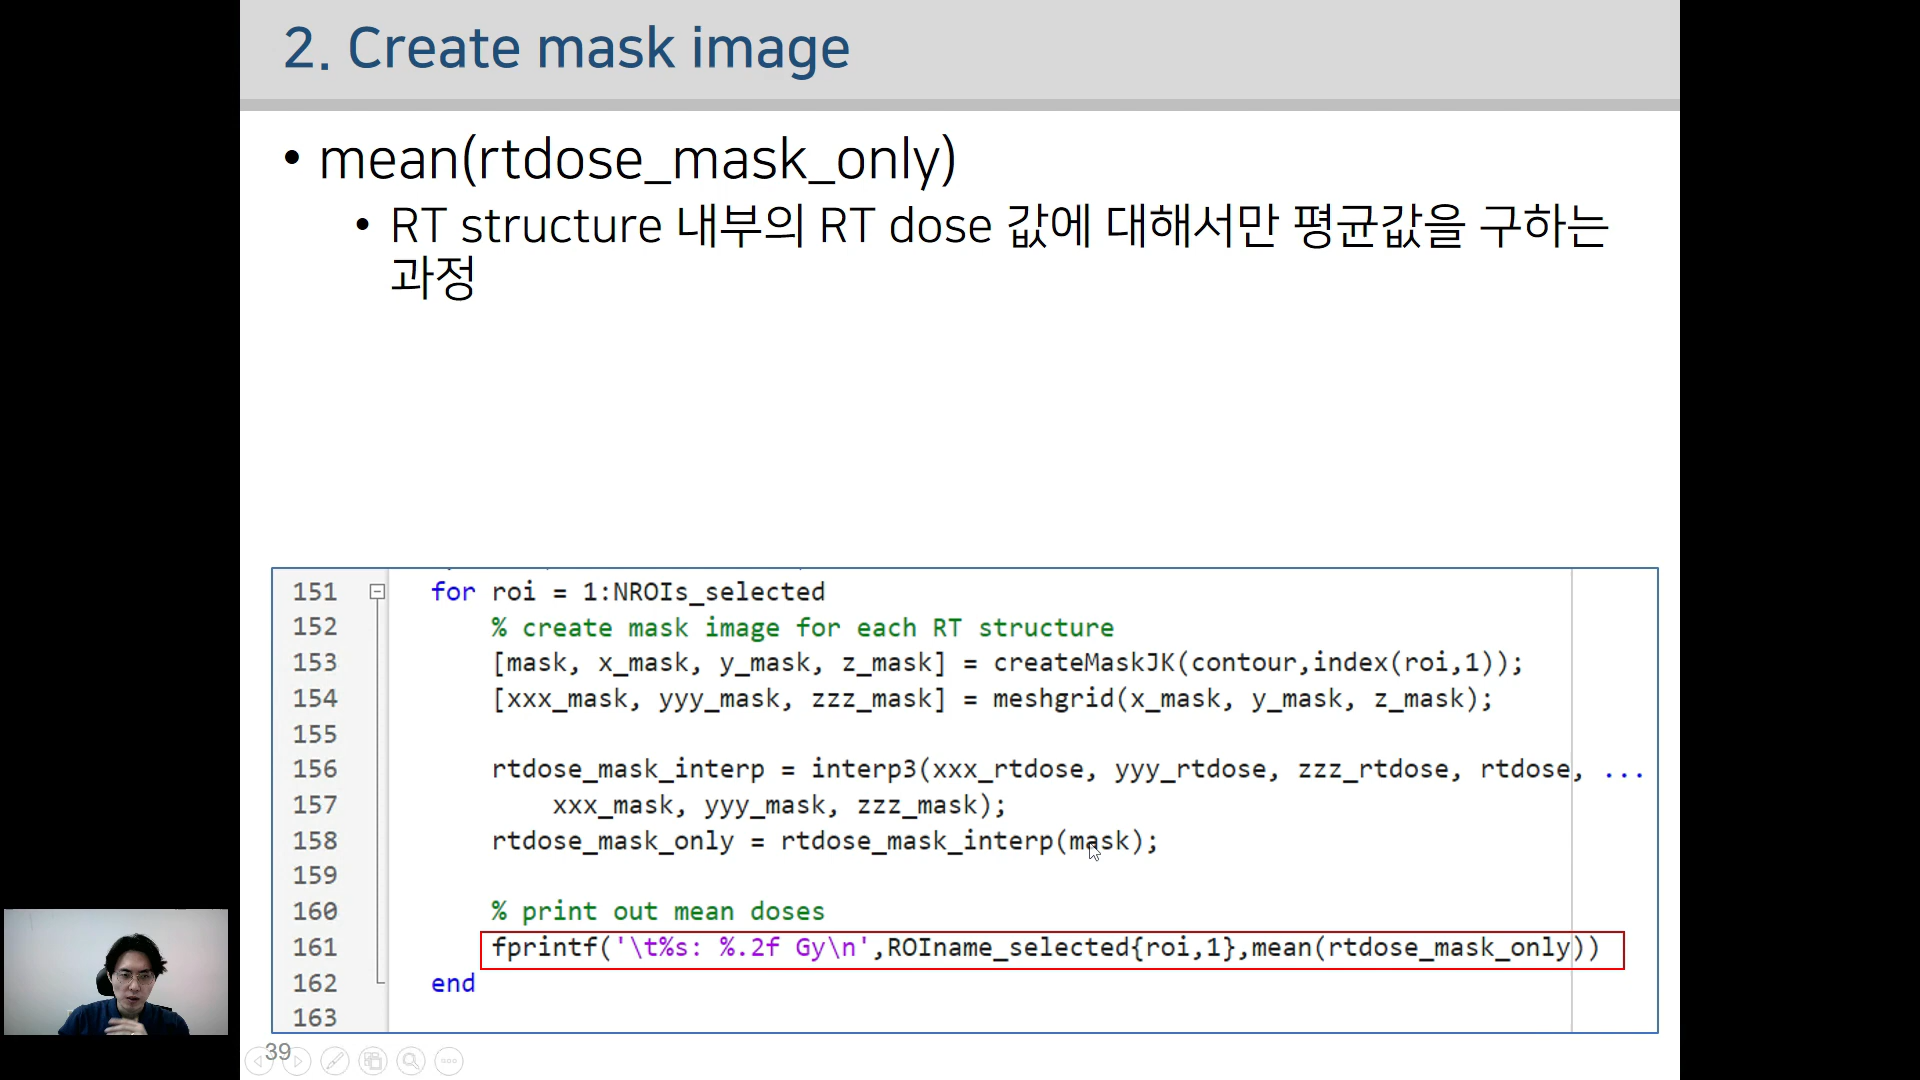 2. Create mask image
• mean(rtdose_mask_only)
• RT structure 내부의 RT dose 값에 대해서만 평균값을 구하는
과정
151 for roi = 1:NROIs_selected
152 % create mask image for each RT structure
153 [mask, x_mask, y_mask, z_mask] = createMaskJK(contour,index(roi,1));
154 [xxx_mask, yyy_mask, zzz_mask] = meshgrid(x_mask, y_mask, z_mask);
155
156 rtdose_mask_interp = interp3(xxx_rtdose, yyy_rtdose, zzz_rtdose, rtdose, ...
157 xxx_mask, yyy_mask, zzz_mask);
158 rtdose_mask_only = rtdose_mask_interp(mask);
159
160 % print out mean doses
161 fprintf('\t%s: %.2f Gy\n',ROIname_selected{roi,1},mean(rtdose_mask_only))
162 end
163
39